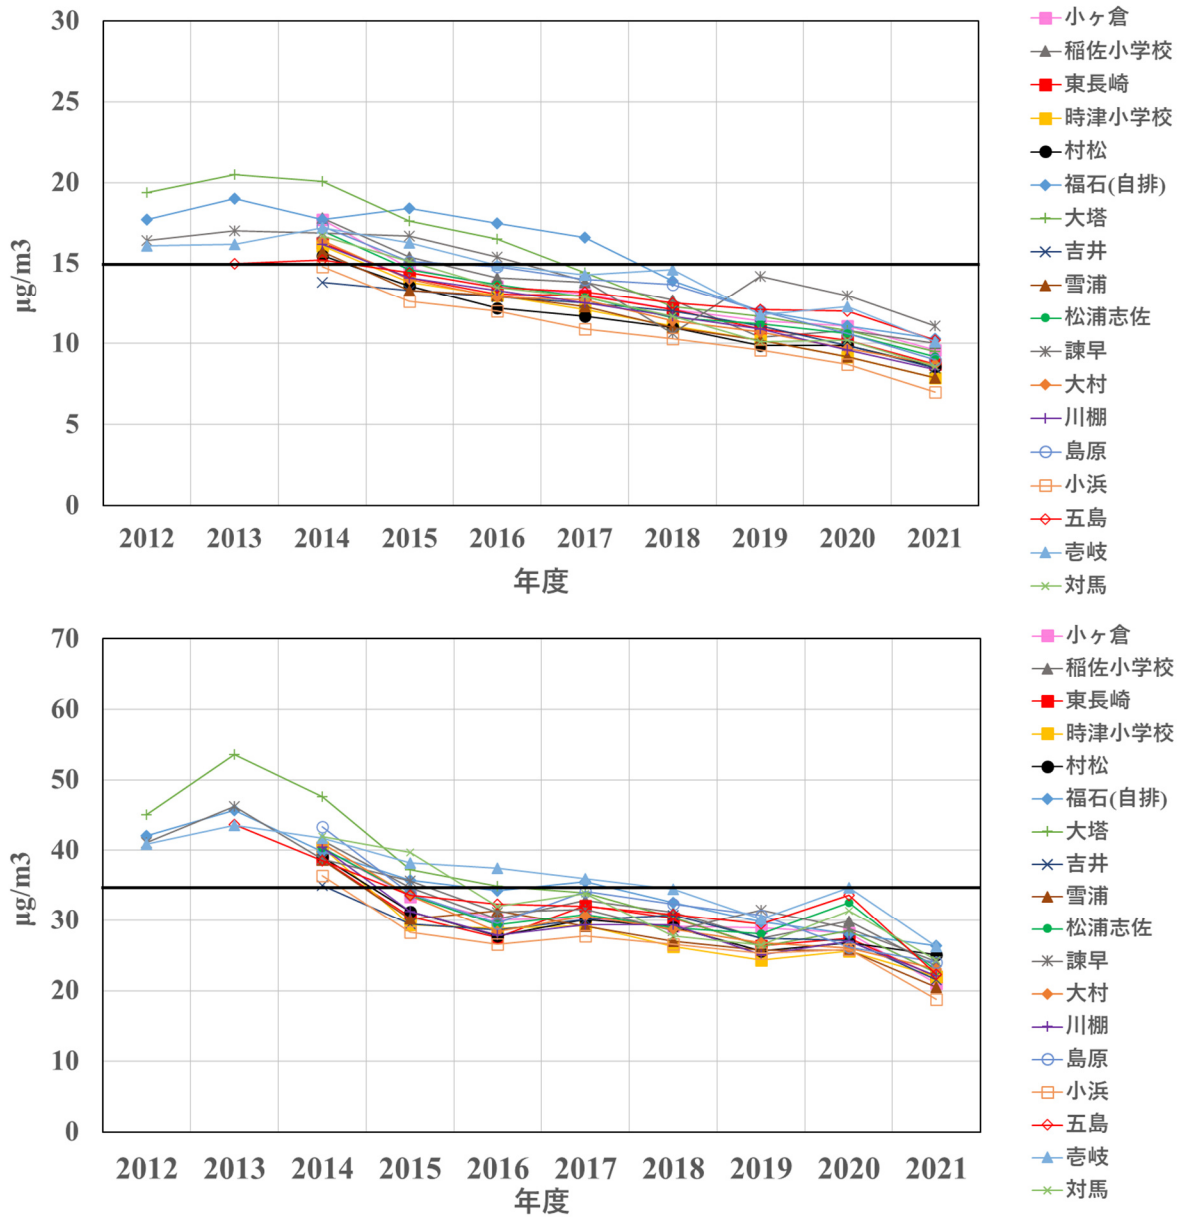 30
25
20
15
10
5
0
μg/m3
2012 2013 2014 2015 2016 2017 2018 2019 2020 2021
年度
小ヶ倉
稲佐小学校
東長崎
時津小学校
村松
福石(自排)
大塔
吉井
雪浦
松浦志佐
諫早
大村
川棚
島原
小浜
五島
壱岐
対馬
70
60
50
40
30
20
10
0
μg/m3
2012 2013 2014 2015 2016 2017 2018 2019 2020 2021
年度
小ヶ倉
稲佐小学校
東長崎
時津小学校
村松
福石(自排)
大塔
吉井
雪浦
松浦志佐
諫早
大村
川棚
島原
小浜
五島
壱岐
対馬